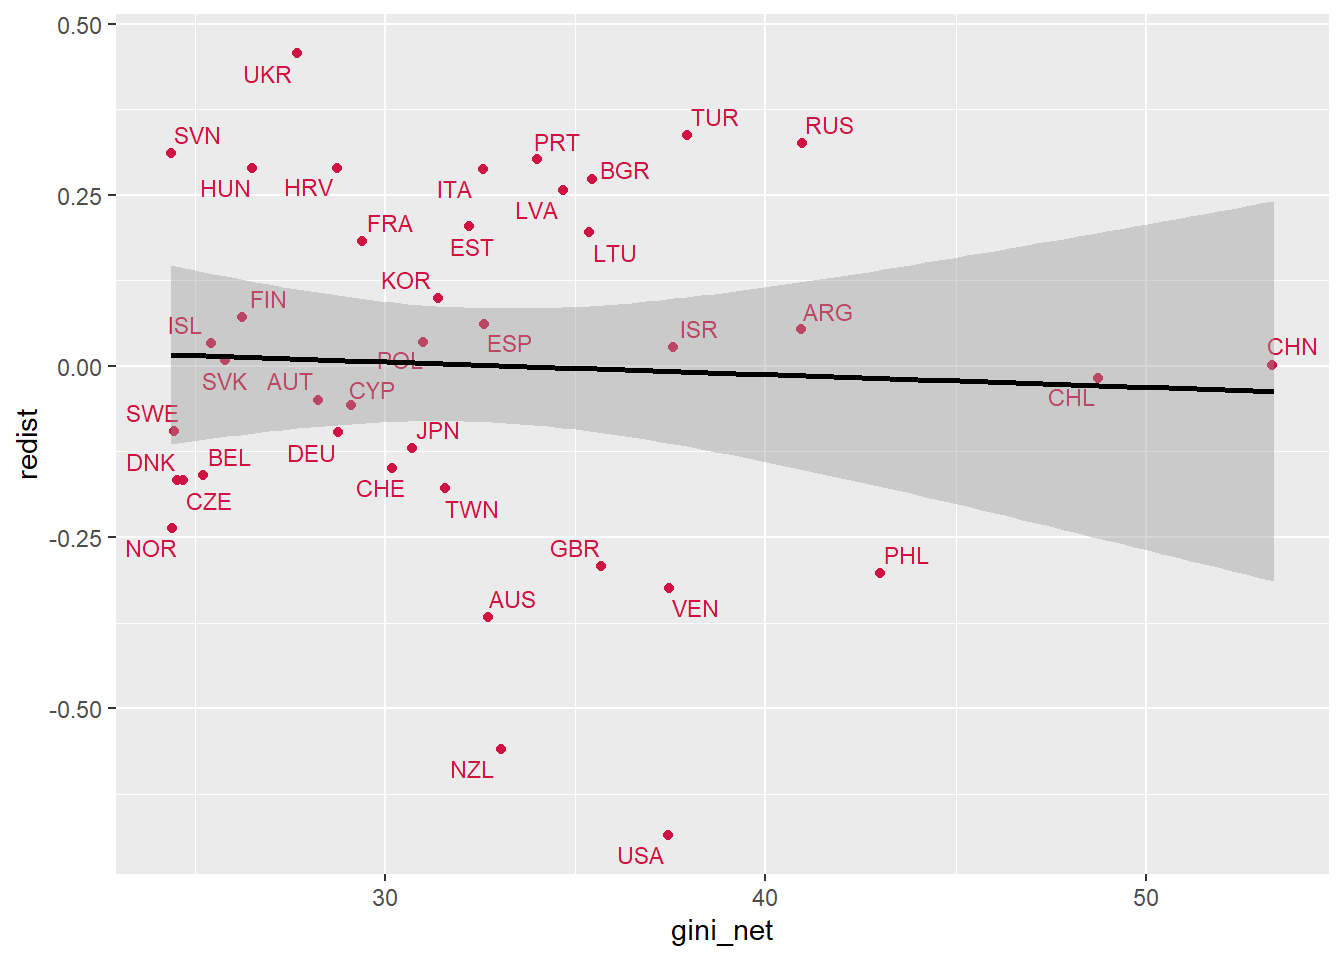 0.50
0.25
0.00
-0.25
-0.50
redist
UKR
SVN
TUR
RUS
PRT
HUN
HRV
ITA
BGR
LVA
FRA
EST
LTU
KOR
FIN
ISL
ARG
ISR
ESP
POL
CHN
SVK
AUT
CYP
CHL
SWE
JPN
DEU
BEL
DNK
CHE
CZE
TWN
NOR
GBR
PHL
AUS
VEN
NZL
USA
30
40
50
gini_net